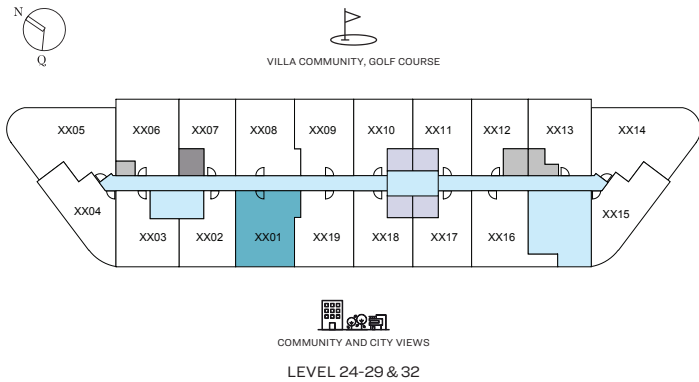 N
Q
VILLA COMMUNITY, GOLF COURSE
XX05 XX06 XX07 XX08 XX09 XX10 XX11 XX12 XX13 XX14
XX04 XX03 XX02 XX01 XX19 XX18 XX17 XX16 XX15
COMMUNITY AND CITY VIEWS
LEVEL 24-29 & 32